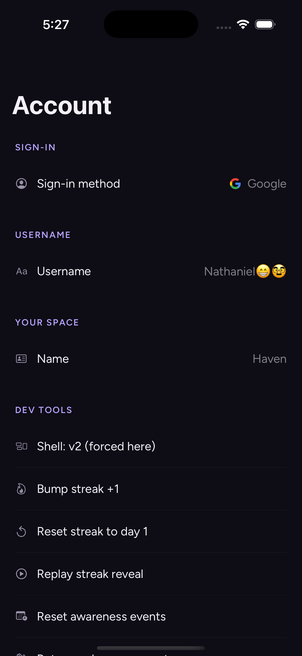 5:27
Account
SIGN-IN
Sign-in method Google
USERNAME
Aa Username Nathaniel😁🥸
YOUR SPACE
Name Haven
DEV TOOLS
Shell: v2 (forced here)
Bump streak +1
Reset streak to day 1
Replay streak reveal
Reset awareness events